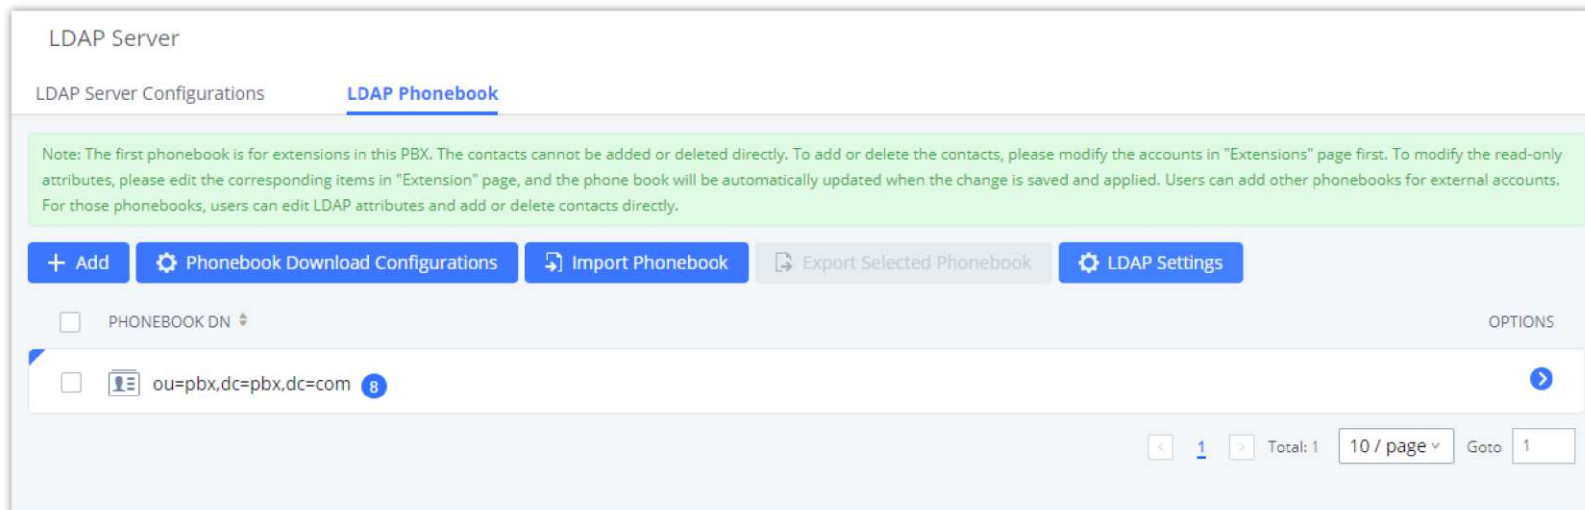 LDAP Server
LDAP Server Configurations LDAP Phonebook
Note: The first phonebook is for extensions in this PBX. The contacts cannot be added or deleted directly. To add or delete the contacts, please modify the accounts in "Extensions" page first. To modify the read-only
attributes, please edit the corresponding items in "Extension" page, and the phone book will be automatically updated when the change is saved and applied. Users can add other phonebooks for external accounts.
For those phonebooks, users can edit LDAP attributes and add or delete contacts directly.
+ Add Phonebook Download Configurations Import Phonebook Export Selected Phonebook LDAP Settings
PHONEBOOK DN OPTIONS
ou=pbx,dc=pbx,dc=com 8
< 1 > Total: 1 10 / page Goto 1